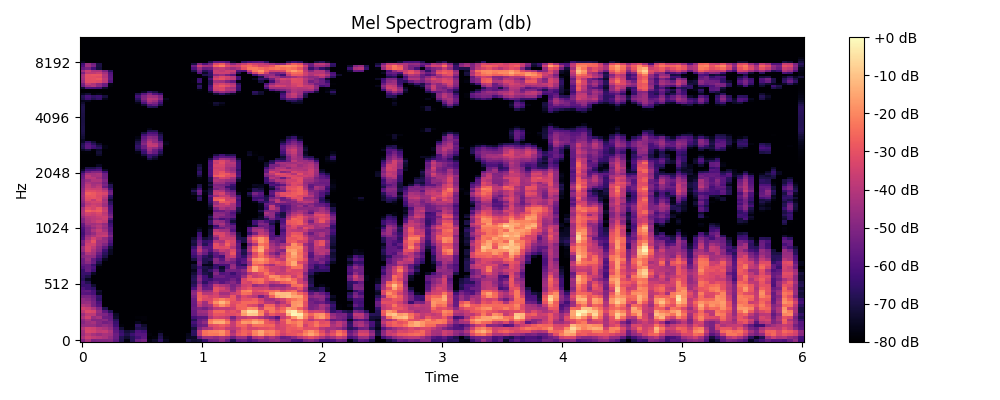 Mel Spectrogram (db)
8192
4096
2048
1024
512
0
Hz
0 1 2 3 4 5 6
Time
+0 dB
-10 dB
-20 dB
-30 dB
-40 dB
-50 dB
-60 dB
-70 dB
-80 dB